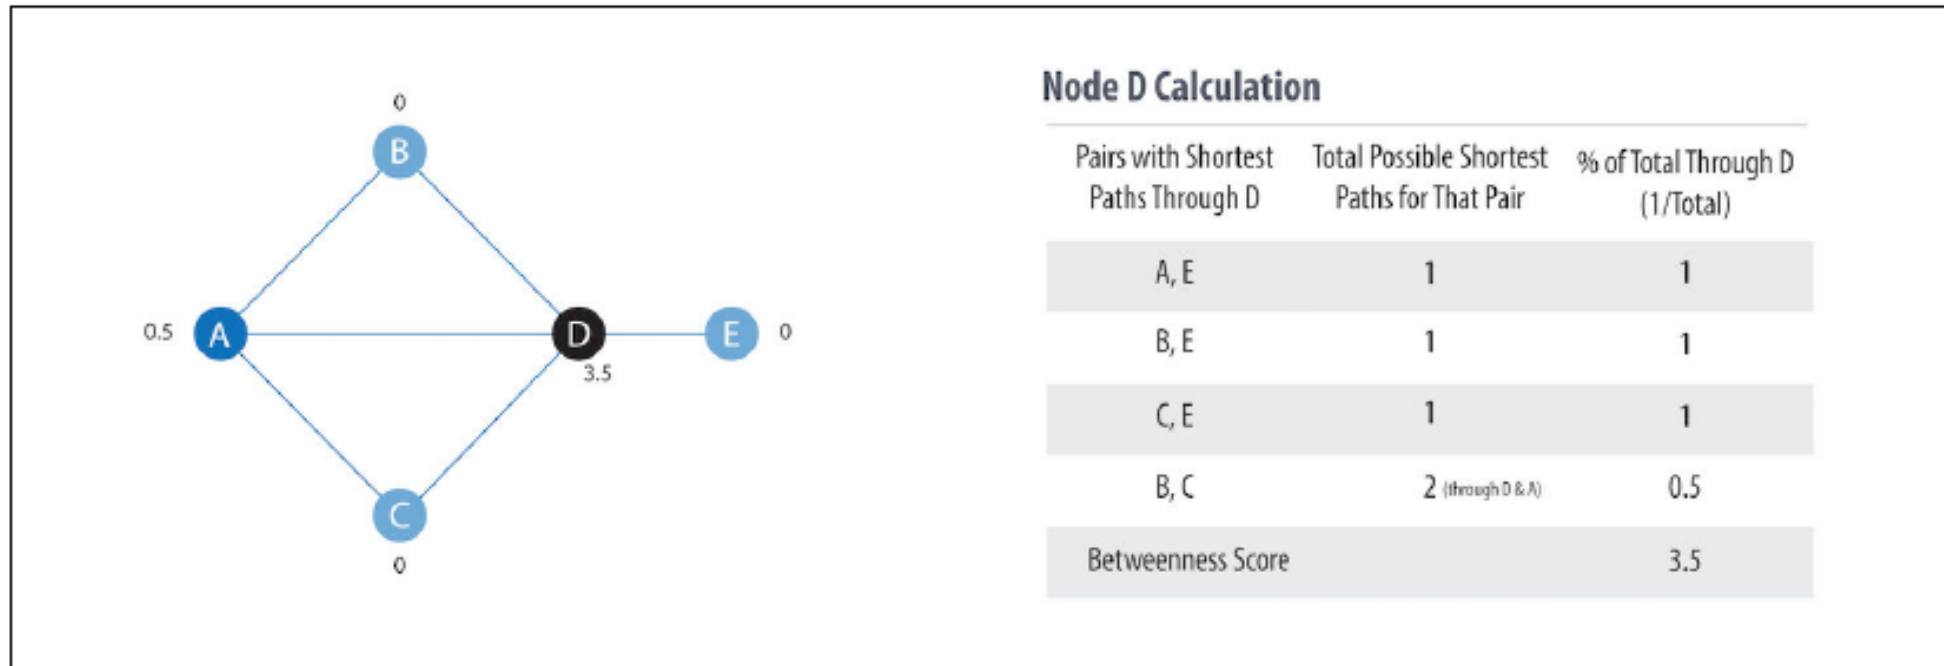 0
B
0.5 A D E 0
3.5
C
0
Node D Calculation
Pairs with Shortest Paths Through D
Total Possible Shortest Paths for That Pair
% of Total Through D (1/Total)
A, E 1 1
B, E 1 1
C, E 1 1
B, C 2 (through D & A) 0.5
Betweenness Score 3.5